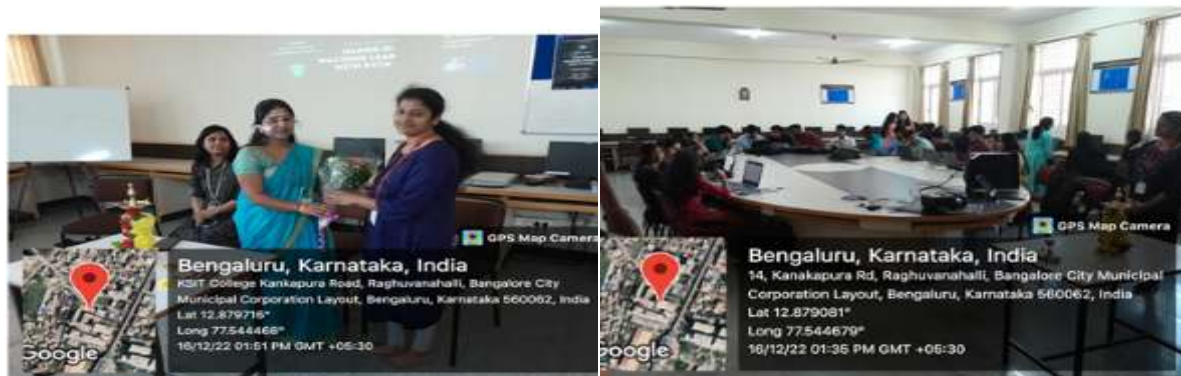 GPS Map Camera
Bengaluru, Karnataka, India
KSIT College Kankapura Road, Raghuvanahalli, Bangalore City
Municipal Corporation Layout, Bengaluru, Karnataka 560062, India
Lat 12.879716°
Long 77.544466°
16/12/22 01:51 PM GMT +05:30
Google
GPS Map Camera
Bengaluru, Karnataka, India
14, Kanakapura Rd, Raghuvanahalli, Bangalore City Municipal
Corporation Layout, Bengaluru, Karnataka 560062, India
Lat 12.879081°
Long 77.544679°
16/12/22 01:35 PM GMT +05:30
Google